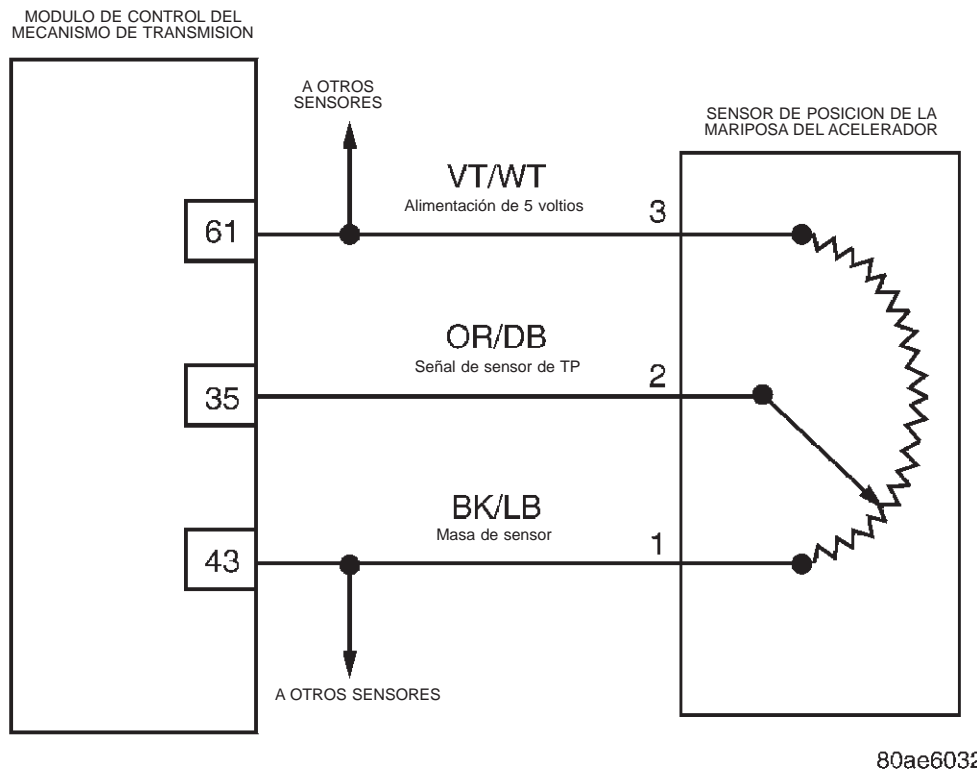 MODULO DE CONTROL DEL
MECANISMO DE TRANSMISION
A OTROS
SENSORES
SENSOR DE POSICION DE LA
MARIPOSA DEL ACELERADOR
VT/WT
Alimentación de 5 voltios
61
3
OR/DB
Señal de sensor de TP
35
2
BK/LB
Masa de sensor
43
1
A OTROS SENSORES
80ae6032